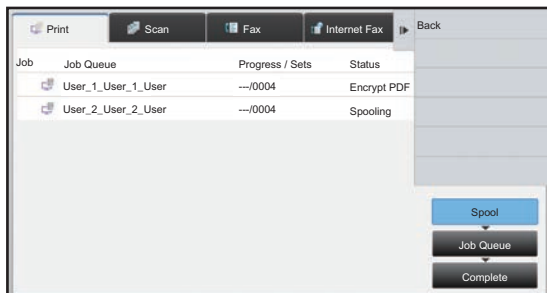 Print Scan Fax Internet Fax Back
Job Job Queue Progress / Sets Status
User_1_User_1_User ---/0004 Encrypt PDF
User_2_User_2_User ---/0004 Spooling
Spool
Job Queue
Complete